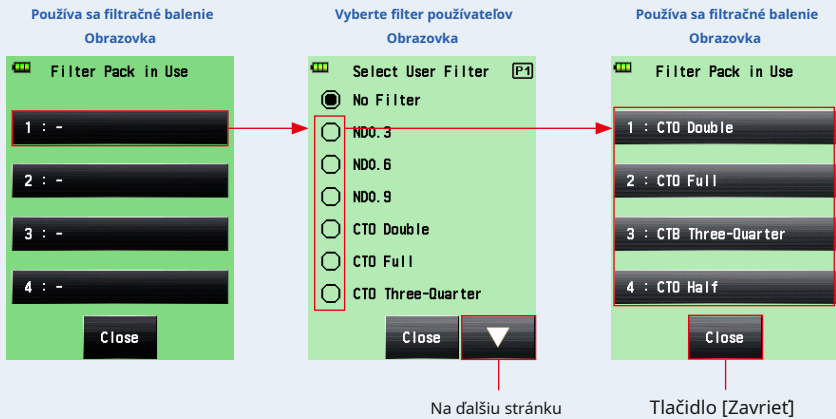 Používa sa filtračné balenie
Obrazovka
Filter Pack in Use
1 : -
2 : -
3 : -
4 : -
Close
Vyberte filter používateľov
Obrazovka
Select User Filter P1
No Filter
ND0.3
ND0.6
ND0.9
CTO Double
CTO Full
CTO Three-Quarter
Close
Na ďalšiu stránku
Používa sa filtračné balenie
Obrazovka
Filter Pack in Use
1 : CTO Double
2 : CTO Full
3 : CTB Three-Quarter
4 : CTO Half
Close
Tlačidlo [Zavrieť]